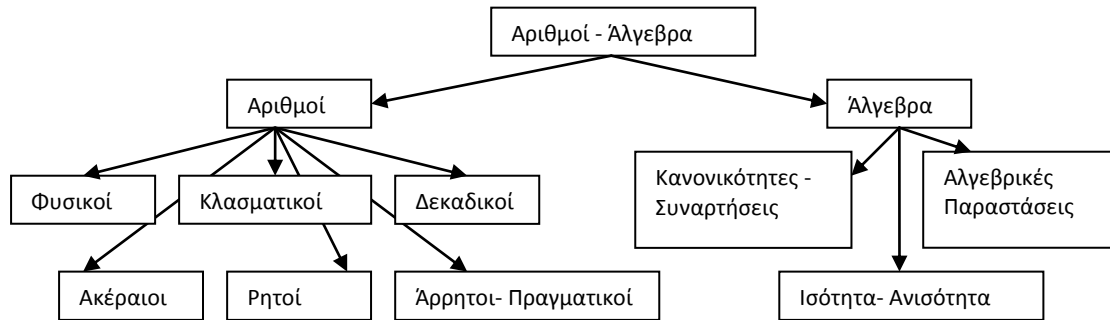 Αριθμοί - Άλγεβρα
Αριθμοί
Άλγεβρα
Φυσικοί
Κλασματικοί
Δεκαδικοί
Κανονικότητες -
Συναρτήσεις
Αλγεβρικές
Παραστάσεις
Ακέραιοι
Ρητοί
Άρρητοι- Πραγματικοί
Ισότητα- Ανισότητα